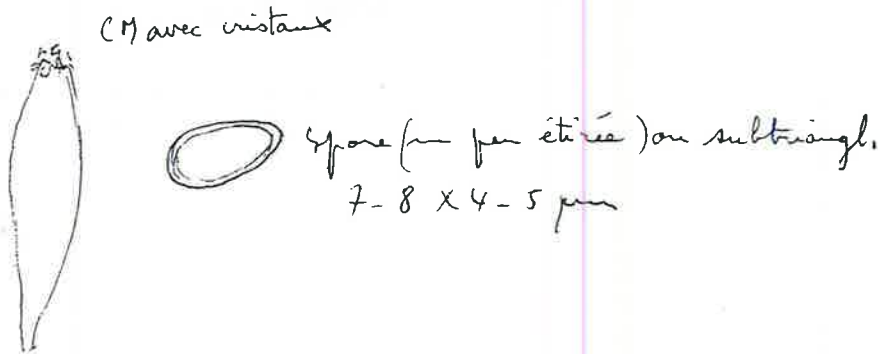 CM avec cristaux
Spore (un peu étirée) ou subtriangl.
7-8 X 4-5 µm